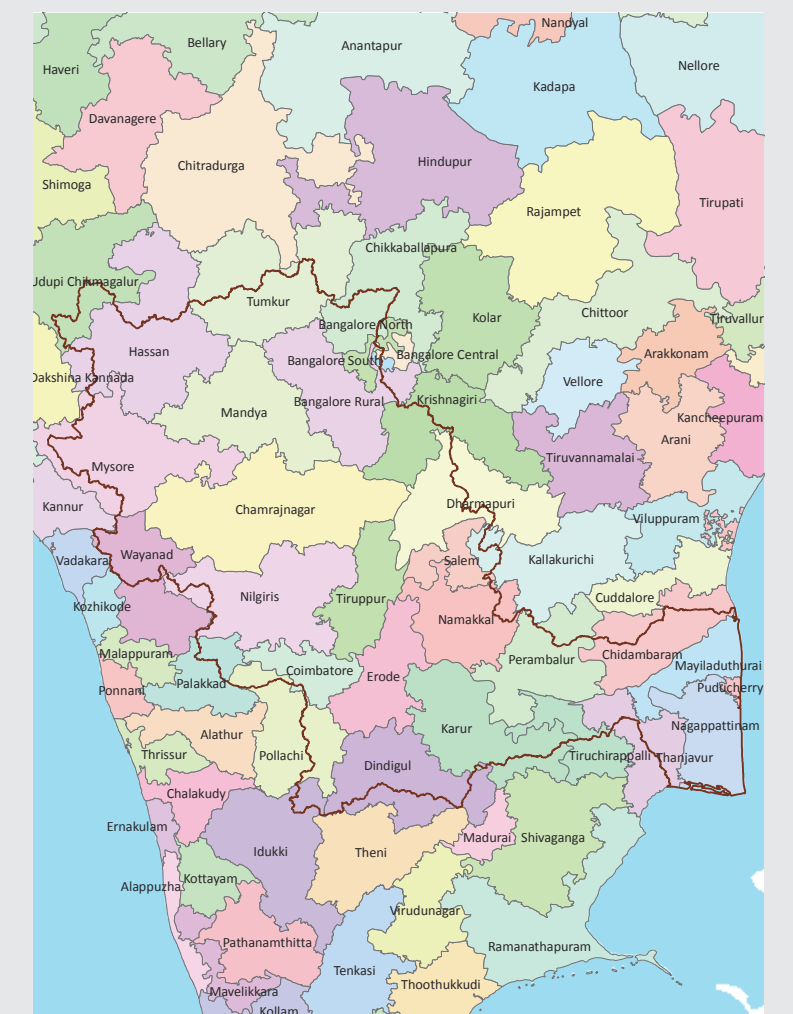 Nandyal
Bellary
Anantapur
Haveri
Nellore
Kadapa
Davanagere
Hindupur
Chitradurga
Shimoga
Tirupati
Rajampet
Chikkaballapura
Udupi Chikmagalur
Tumkur
Chittoor
Kolar
Tiruvallur
Bangalore North
Hassan
Arakkonam
Bangalore Central
Bangalore South
Dakshina Kannada
Vellore
Krishnagiri
Bangalore Rural
Mandya
Kancheepuram
Arani
Tiruvannamalai
Mysore
Dharmapuri
Kannur
Chamrajnagar
Viluppuram
Wayanad
Vadakara
Salem
Kallakurichi
Nilgiris
Tiruppur
Cuddalore
Kozhikode
Namakkal
Malappuram
Chidambaram
Perambalur
Mayiladuthurai
Coimbatore
Erode
Palakkad
Puducherry
Ponnani
Nagappattinam
Karur
Alathur
Thrissur
Pollachi
Tiruchirappalli
Thanjavur
Dindigul
Chalakudy
Ernakulam
Madurai
Shivaganga
Idukki
Theni
Kottayam
Alappuzha
Virudunagar
Pathanamthitta
Ramanathapuram
Tenkasi
Thoothukkudi
Mavelikkara
Kollam